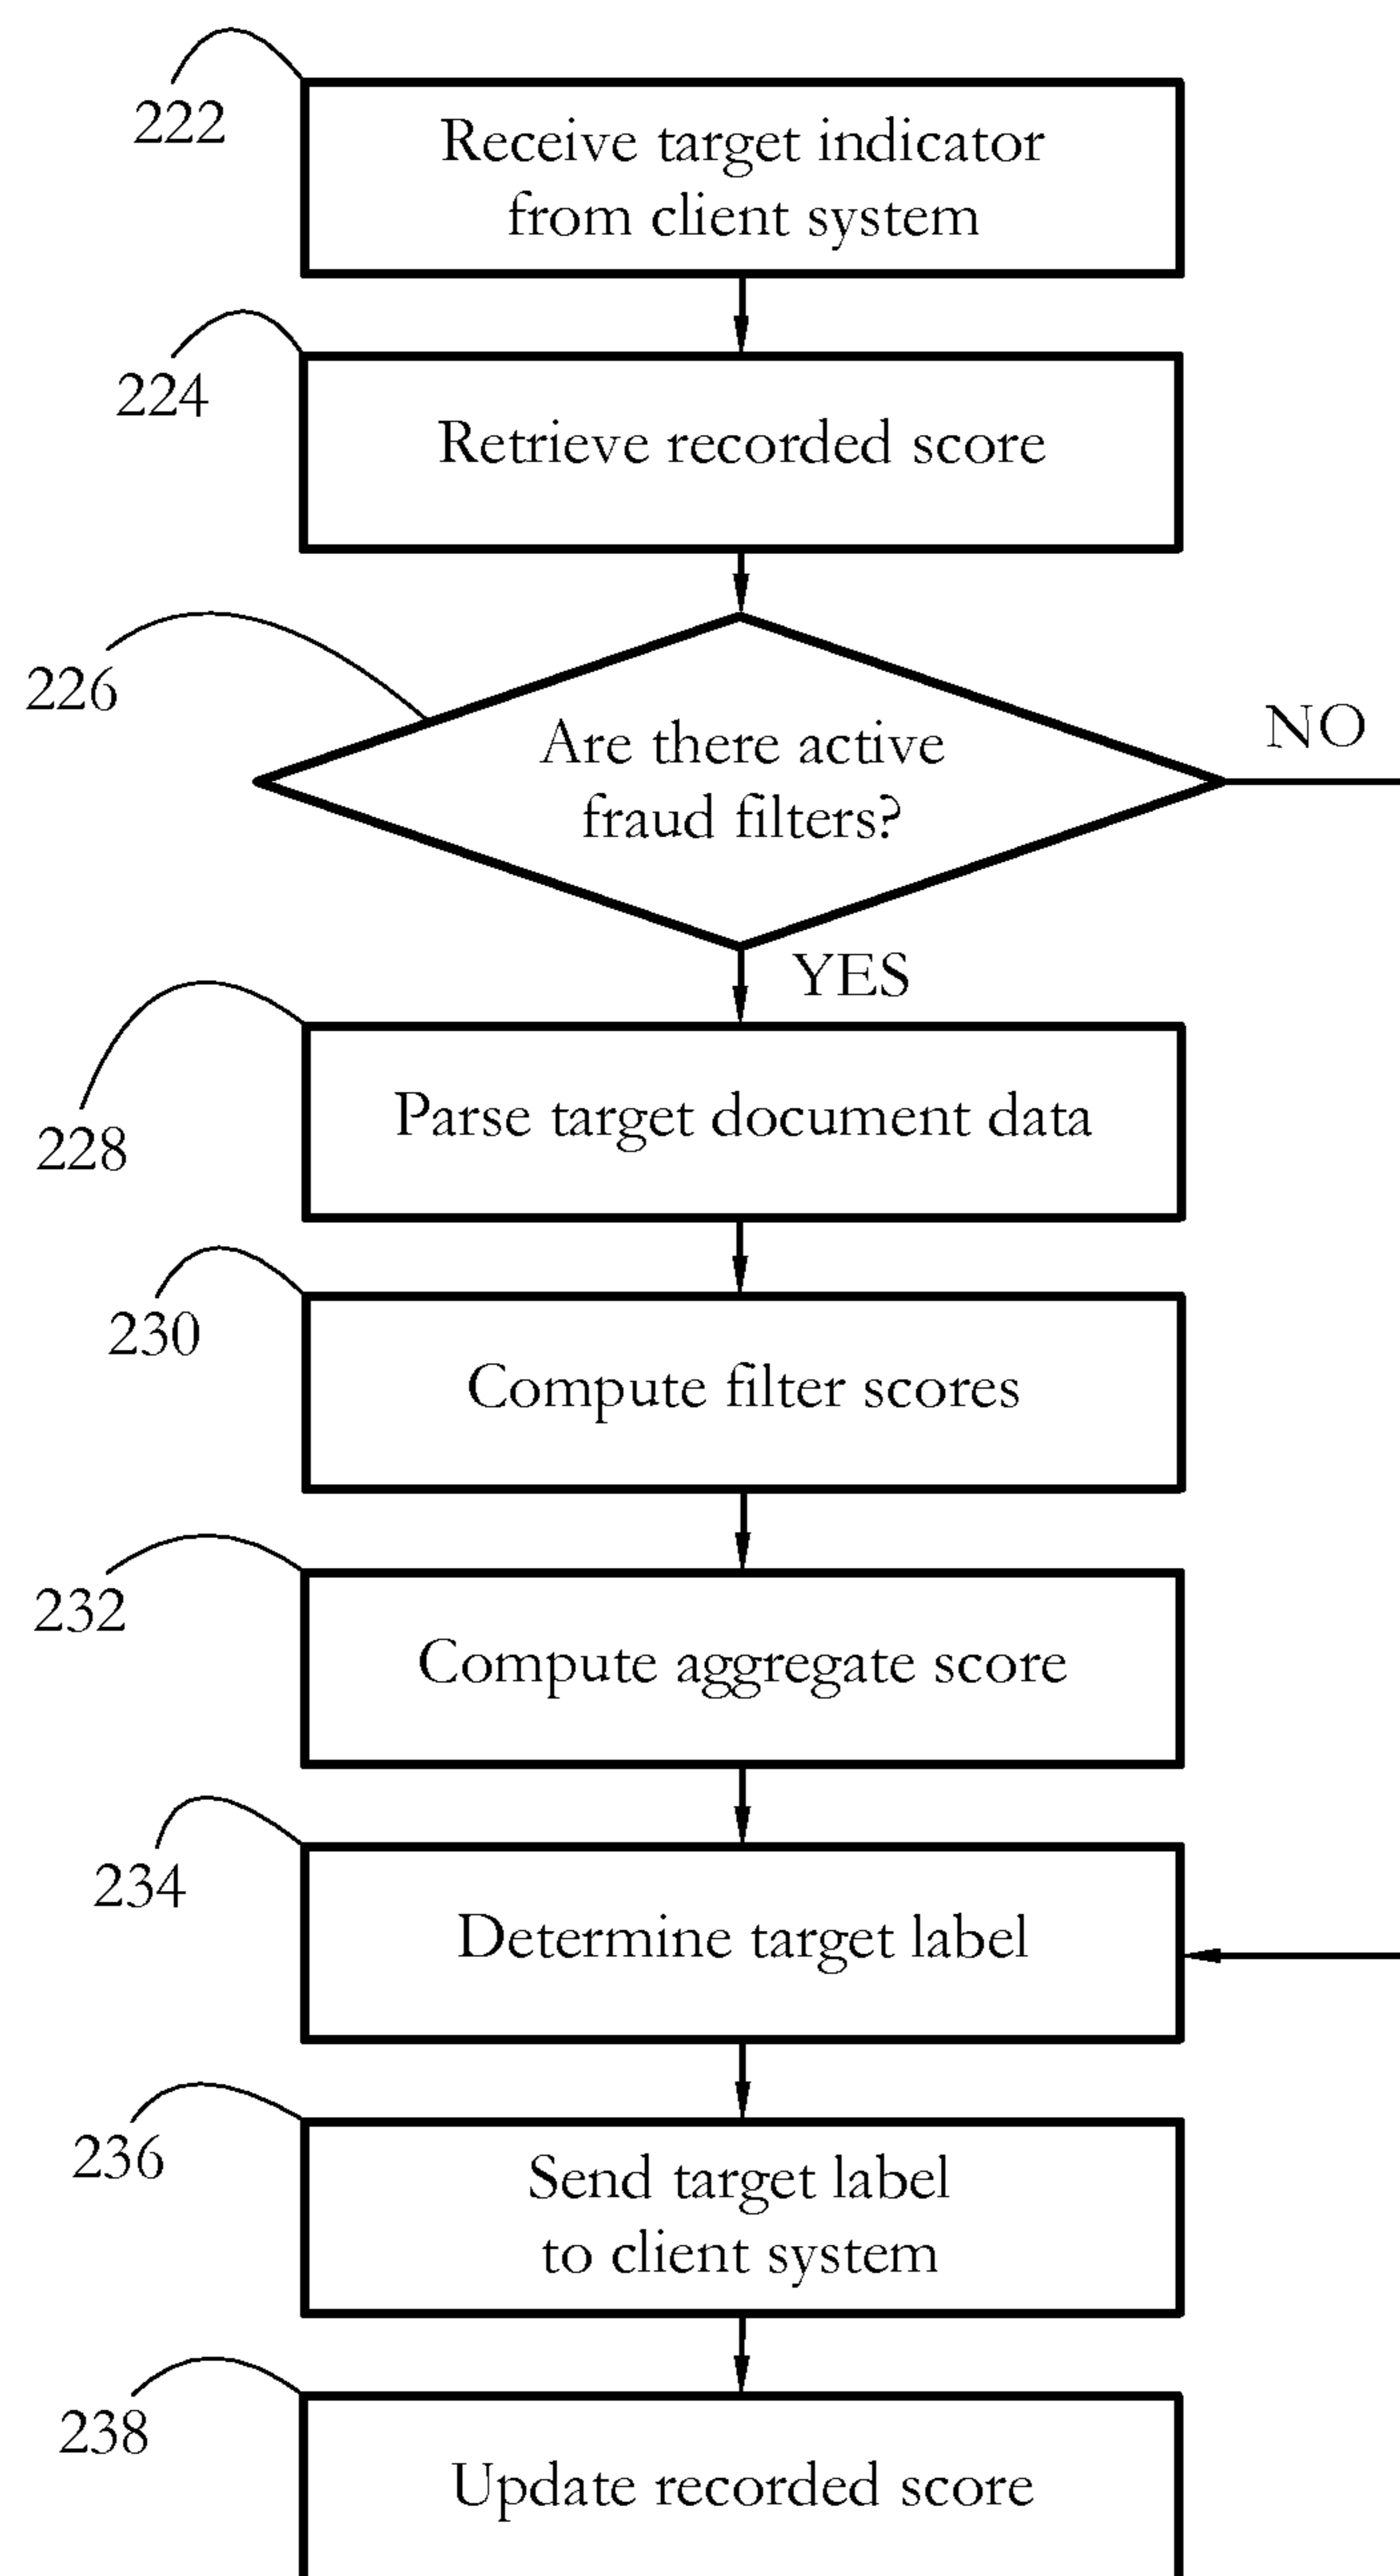 222
Receive target indicator
from client system
224
Retrieve recorded score
226
Are there active
fraud filters?
NO
YES
228
Parse target document data
230
Compute filter scores
232
Compute aggregate score
234
Determine target label
236
Send target label
to client system
238
Update recorded score